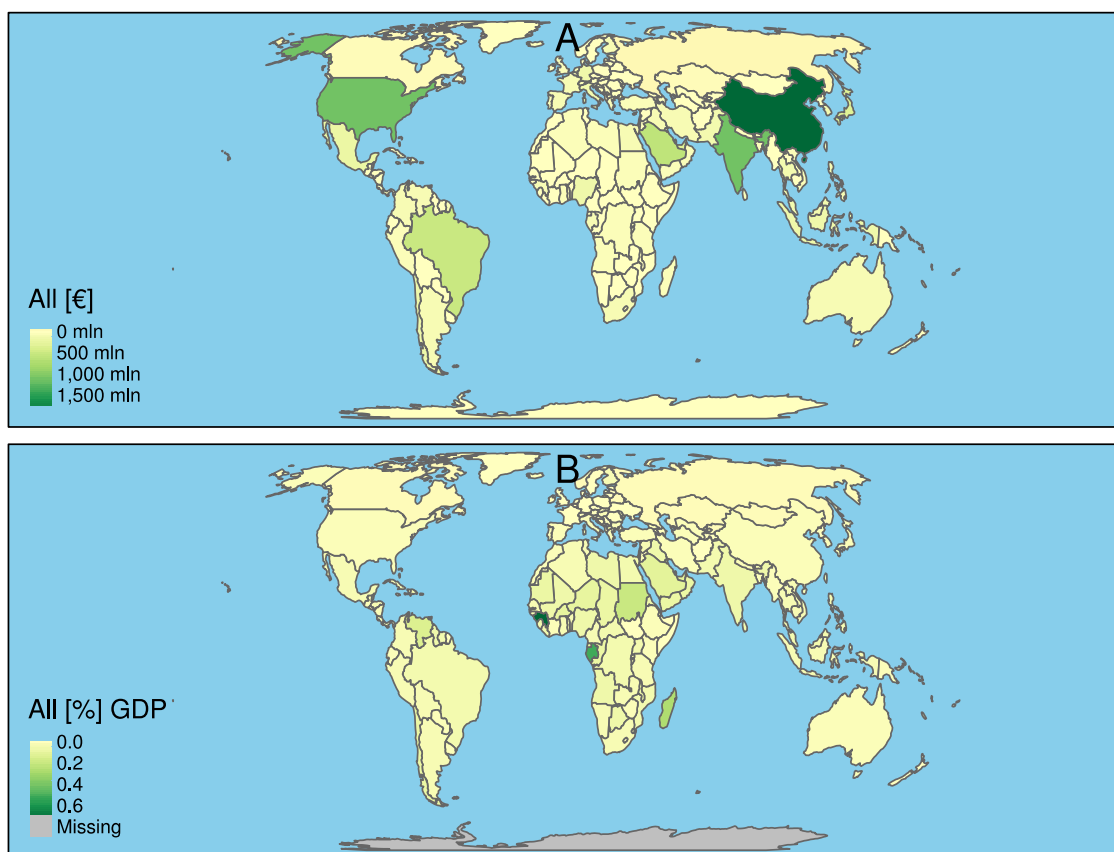 A
All [€]
0 mln
500 mln
1,000 mln
1,500 mln
B
All [%] GDP
0.0
0.2
0.4
0.6
Missing